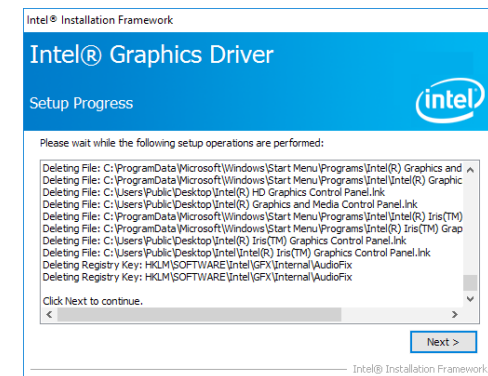 Intel® Installation Framework
Intel® Graphics Driver
Setup Progress
intel
Please wait while the following setup operations are performed:
Deleting File: C:\ProgramData\Microsoft\Windows\Start Menu\Programs\Intel(R) Graphics and
Deleting File: C:\ProgramData\Microsoft\Windows\Start Menu\Programs\Intel\Intel(R) Graphic
Deleting File: C:\Users\Public\Desktop\Intel(R) HD Graphics Control Panel.lnk
Deleting File: C:\Users\Public\Desktop\Intel(R) Graphics and Media Control Panel.lnk
Deleting File: C:\ProgramData\Microsoft\Windows\Start Menu\Programs\Intel(R) Iris(TM)
Deleting File: C:\ProgramData\Microsoft\Windows\Start Menu\Programs\Intel(R) Iris(TM) Grap
Deleting File: C:\Users\Public\Desktop\Intel(R) Iris(TM) Graphics Control Panel.lnk
Deleting File: C:\Users\Public\Desktop\Intel\Intel(R) Iris(TM) Graphics Control Panel.lnk
Deleting Registry Key: HKLM\SOFTWARE\Intel\GFX\Internal\AudioFix
Deleting Registry Key: HKLM\SOFTWARE\Intel\GFX\Internal\AudioFix
Click Next to continue.
Next >
Intel® Installation Framework